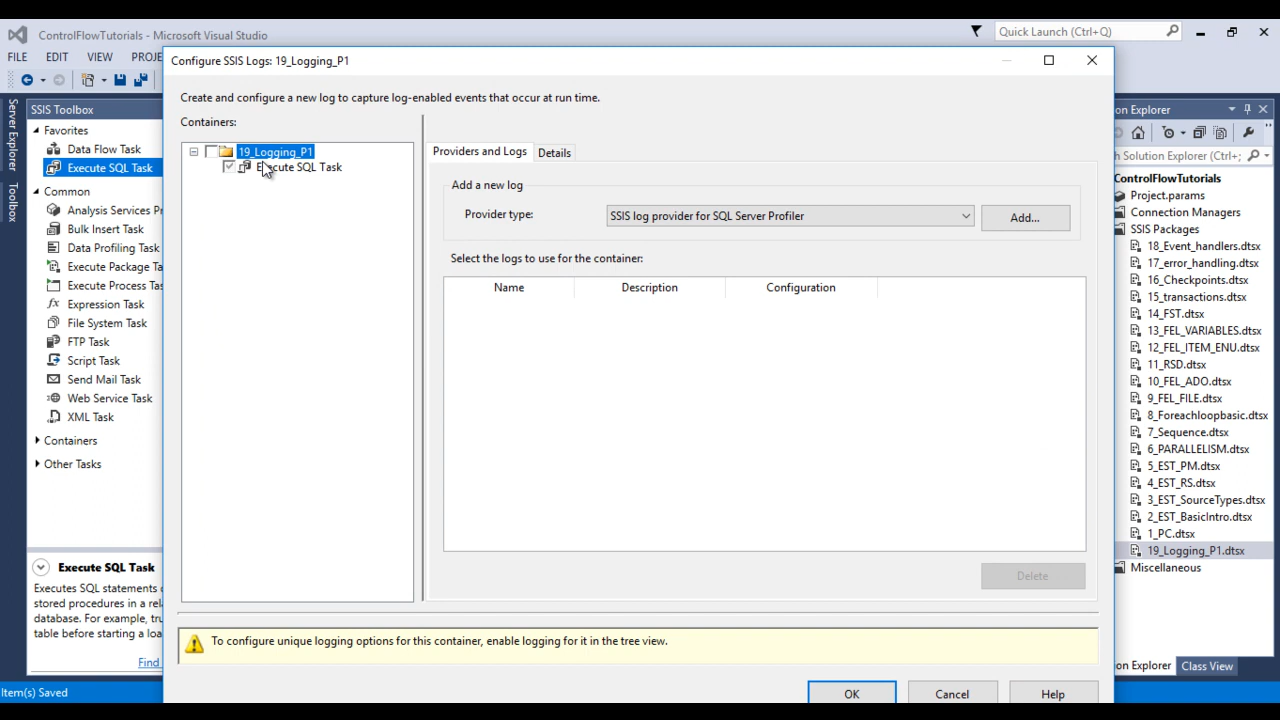 ControlFlowTutorials - Microsoft Visual Studio
Quick Launch (Ctrl+Q)
FILE EDIT VIEW PROJE
Configure SSIS Logs: 19_Logging_P1
Create and configure a new log to capture log-enabled events that occur at run time.
Containers:
19_Logging_P1
Execute SQL Task
Providers and Logs
Details
Add a new log
Provider type:
SSIS log provider for SQL Server Profiler
Add...
Select the logs to use for the container:
Name Description Configuration
Delete
To configure unique logging options for this container, enable logging for it in the tree view.
OK Cancel Help
Server Explorer
Toolbox
SSIS Toolbox
Favorites
Data Flow Task
Execute SQL Task
Common
Analysis Services Pr
Bulk Insert Task
Data Profiling Task
Execute Package Ta
Execute Process Tas
Expression Task
File System Task
FTP Task
Script Task
Send Mail Task
Web Service Task
XML Task
Containers
Other Tasks
Execute SQL Task
Executes SQL statements
stored procedures in a rela
database. For example, tru
table before starting a loa
Find
Item(s) Saved
on Explorer
h Solution Explorer (Ctrl+;
ControlFlowTutorials
Project.params
Connection Managers
SSIS Packages
18_Event_handlers.dtsx
17_error_handling.dtsx
16_Checkpoints.dtsx
15_transactions.dtsx
14_FST.dtsx
13_FEL_VARIABLES.dtsx
12_FEL_ITEM_ENU.dtsx
11_RSD.dtsx
10_FEL_ADO.dtsx
9_FEL_FILE.dtsx
8_Foreachloopbasic.dtsx
7_Sequence.dtsx
6_PARALLELISM.dtsx
5_EST_PM.dtsx
4_EST_RS.dtsx
3_EST_SourceTypes.dtsx
2_EST_BasicIntro.dtsx
1_PC.dtsx
19_Logging_P1.dtsx
Miscellaneous
on Explorer Class View